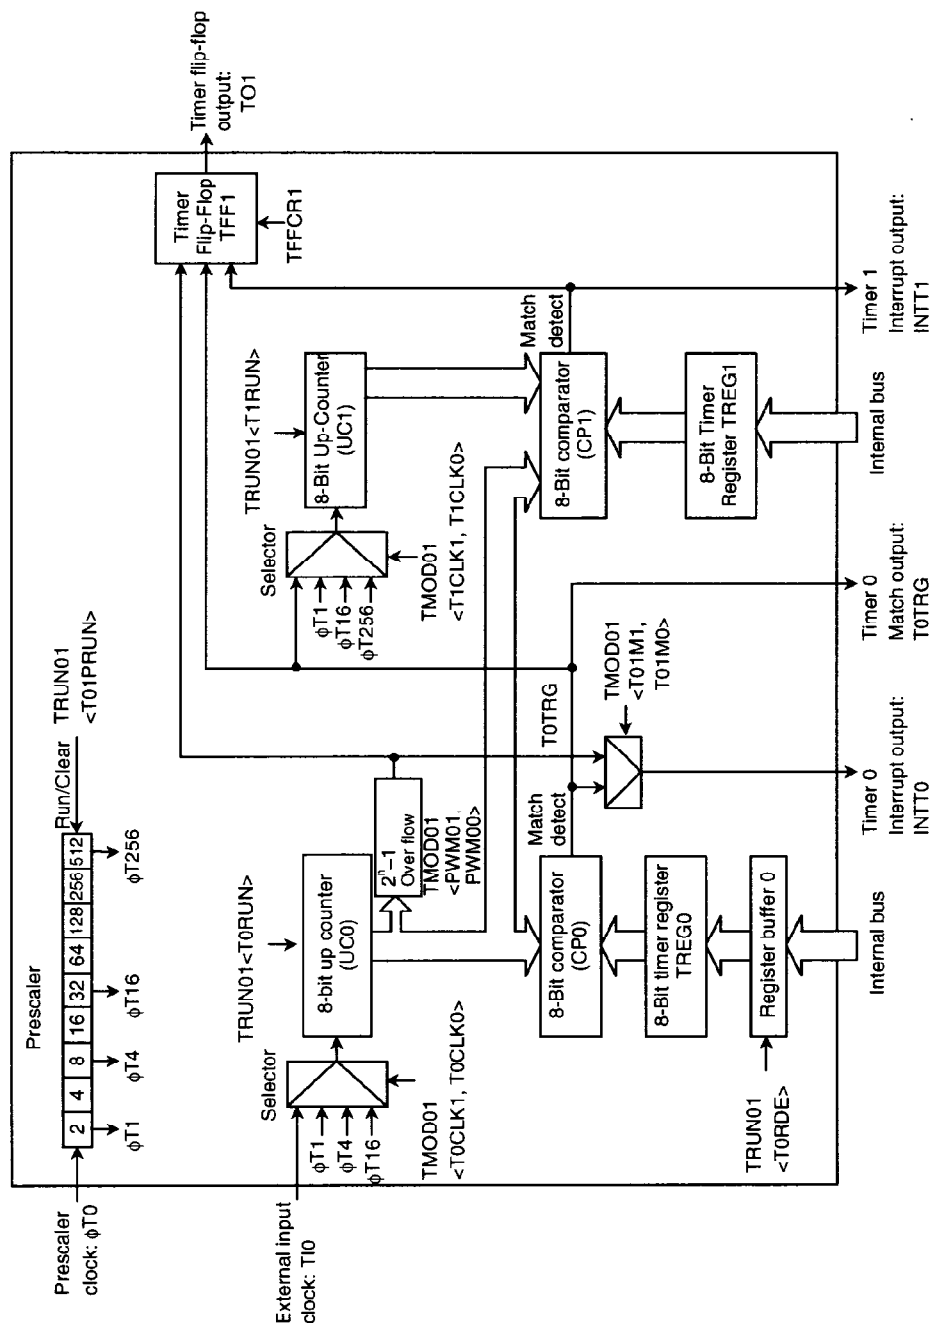 Prescaler
clock: ϕT0
Prescaler
2
4
8
16
32
64
128
256
512
Run/Clear
TRUN01
<T01PRUN>
ϕT1
ϕT4
ϕT16
ϕT256
External input
clock: TI0
Selector
ϕT1
ϕT4
ϕT16
TMOD01
<T0CLK1, T0CLK0>
TRUN01<T0RUN>
8-bit up counter
(UC0)
2ⁿ−1
Over flow
TMOD01
<PWM01,
PWM00>
Selector
ϕT1
ϕT16
ϕT256
TMOD01
<T1CLK1, T1CLK0>
TRUN01<T1RUN>
8-Bit Up-Counter
(UC1)
Timer
Flip-Flop
TFF1
TFFCR1
Timer flip-flop
output:
TO1
8-Bit comparator
(CP0)
Match
detect
T0TRG
8-Bit comparator
(CP1)
Match
detect
8-Bit timer register
TREG0
TMOD01
<T01M1,
T01M0>
8-Bit Timer
Register TREG1
Register buffer 0
TRUN01
<T0RDE>
Internal bus
Timer 0
Interrupt output:
INTT0
Timer 0
Match output:
T0TRG
Internal bus
Timer 1
Interrupt output:
INTT1